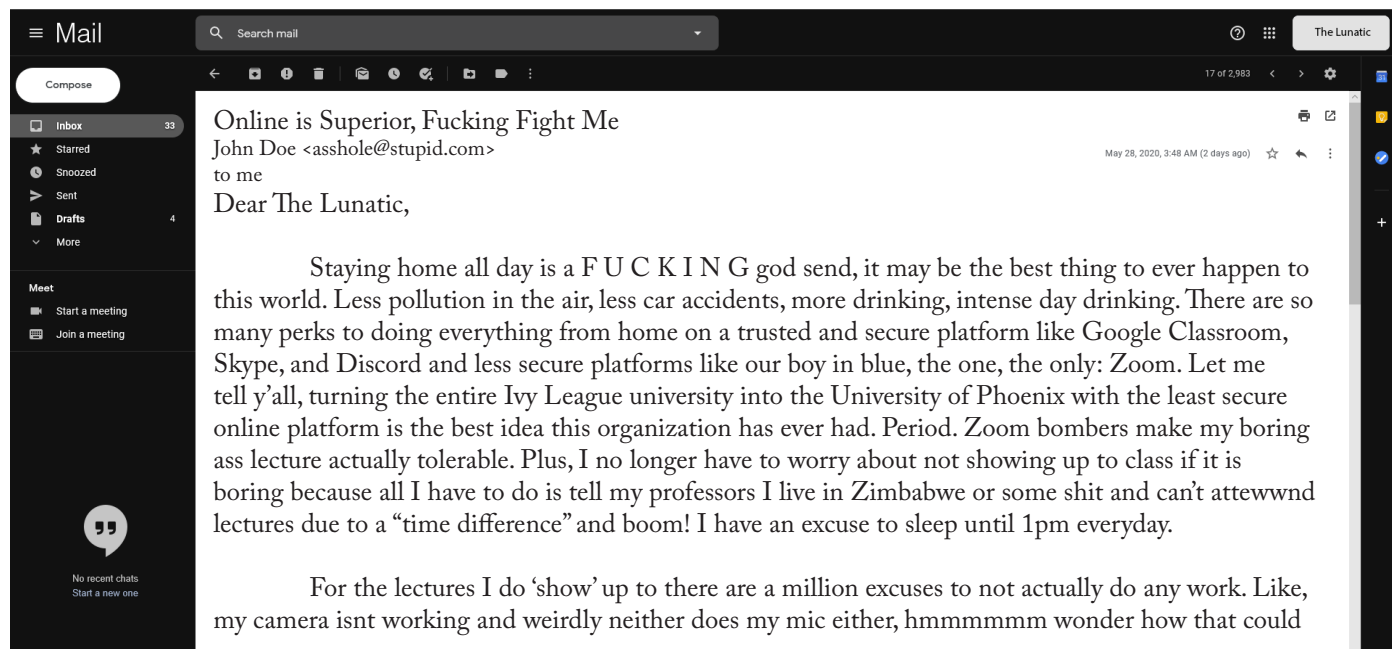 Mail
Search mail
The Lunatic
Compose
17 of 2,983
Inbox 33
Starred
Snoozed
Sent
Drafts 4
More
Meet
Start a meeting
Join a meeting
No recent chats
Start a new one
Online is Superior, Fucking Fight Me
John Doe <asshole@stupid.com>
May 28, 2020, 3:48 AM (2 days ago)
to me
Dear The Lunatic,
Staying home all day is a F U C K I N G god send, it may be the best thing to ever happen to
this world. Less pollution in the air, less car accidents, more drinking, intense day drinking. There are so
many perks to doing everything from home on a trusted and secure platform like Google Classroom,
Skype, and Discord and less secure platforms like our boy in blue, the one, the only: Zoom. Let me
tell y’all, turning the entire Ivy League university into the University of Phoenix with the least secure
online platform is the best idea this organization has ever had. Period. Zoom bombers make my boring
ass lecture actually tolerable. Plus, I no longer have to worry about not showing up to class if it is
boring because all I have to do is tell my professors I live in Zimbabwe or some shit and can’t attewwnd
lectures due to a “time difference” and boom! I have an excuse to sleep until 1pm everyday.
For the lectures I do ‘show’ up to there are a million excuses to not actually do any work. Like,
my camera isnt working and weirdly neither does my mic either, hmmmmmm wonder how that could
31